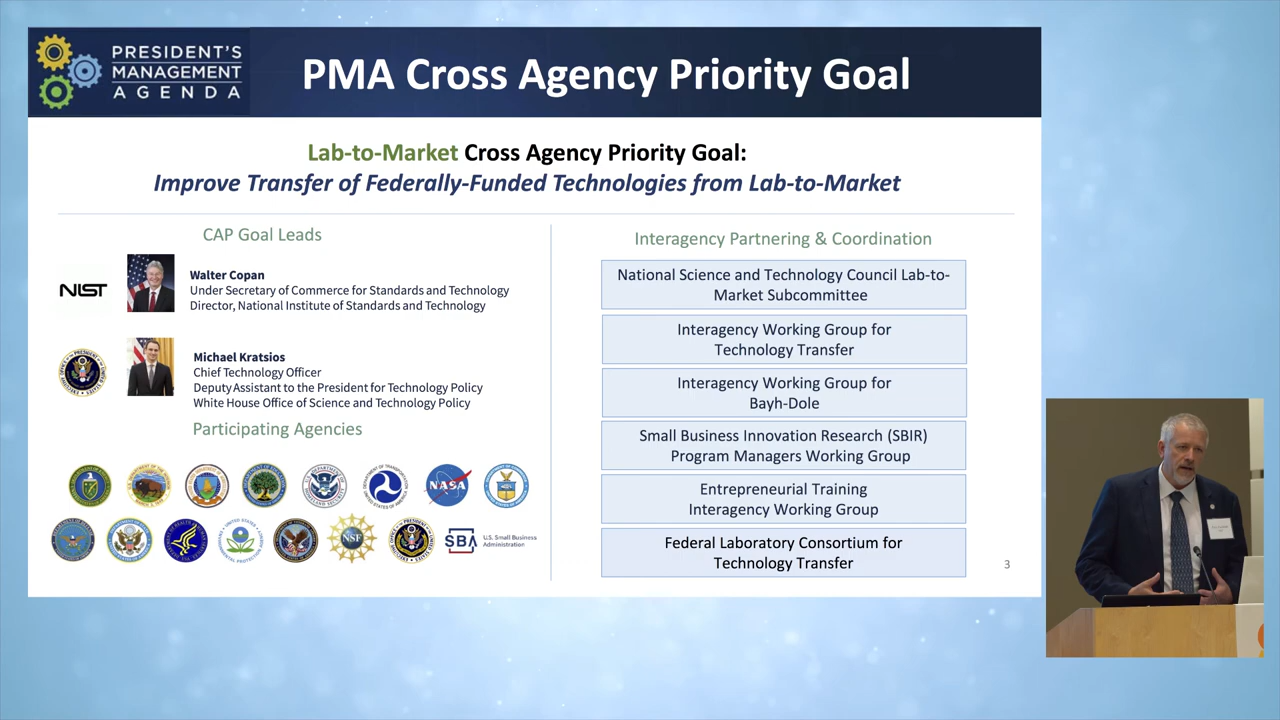 PRESIDENT'S
MANAGEMENT
AGENDA
PMA Cross Agency Priority Goal
Lab-to-Market Cross Agency Priority Goal:
Improve Transfer of Federally-Funded Technologies from Lab-to-Market
CAP Goal Leads
NIST
Walter Copan
Under Secretary of Commerce for Standards and Technology
Director, National Institute of Standards and Technology
Michael Kratsios
Chief Technology Officer
Deputy Assistant to the President for Technology Policy
White House Office of Science and Technology Policy
Participating Agencies
NASA
NSF
SBA
U.S. Small Business
Administration
Interagency Partnering & Coordination
National Science and Technology Council Lab-to-
Market Subcommittee
Interagency Working Group for
Technology Transfer
Interagency Working Group for
Bayh-Dole
Small Business Innovation Research (SBIR)
Program Managers Working Group
Entrepreneurial Training
Interagency Working Group
Federal Laboratory Consortium for
Technology Transfer
3